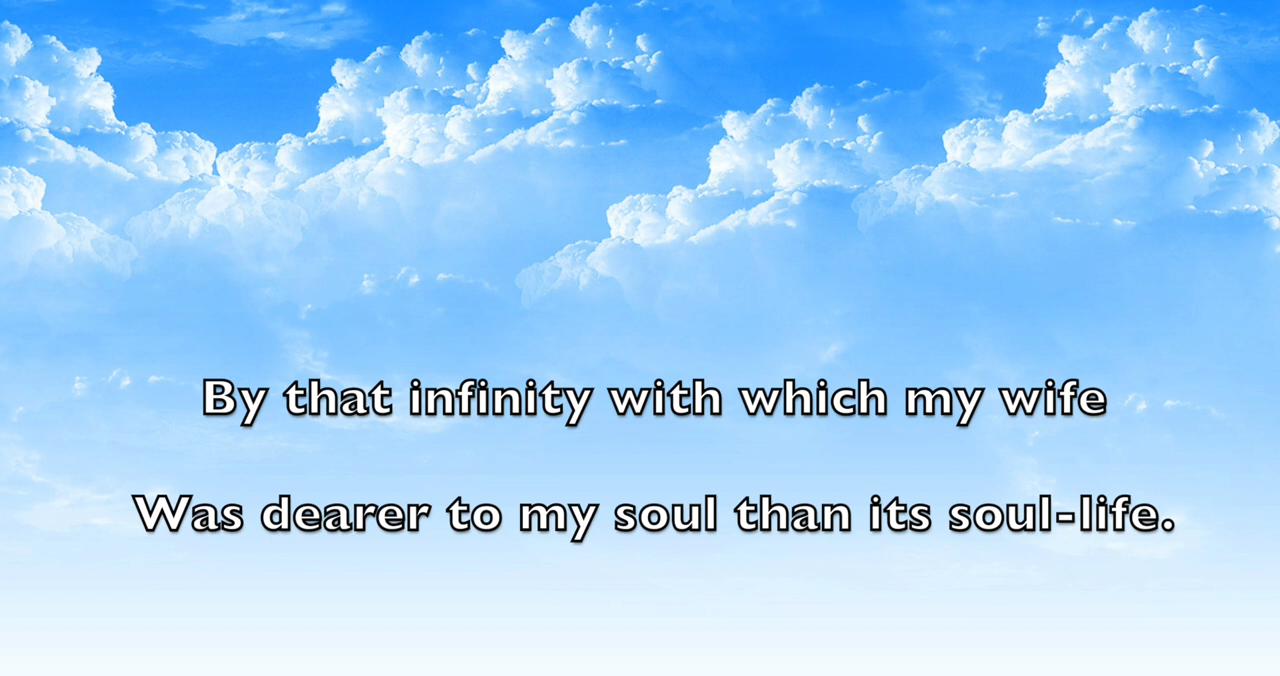 By that infinity with which my wife
Was dearer to my soul than its soul-life.